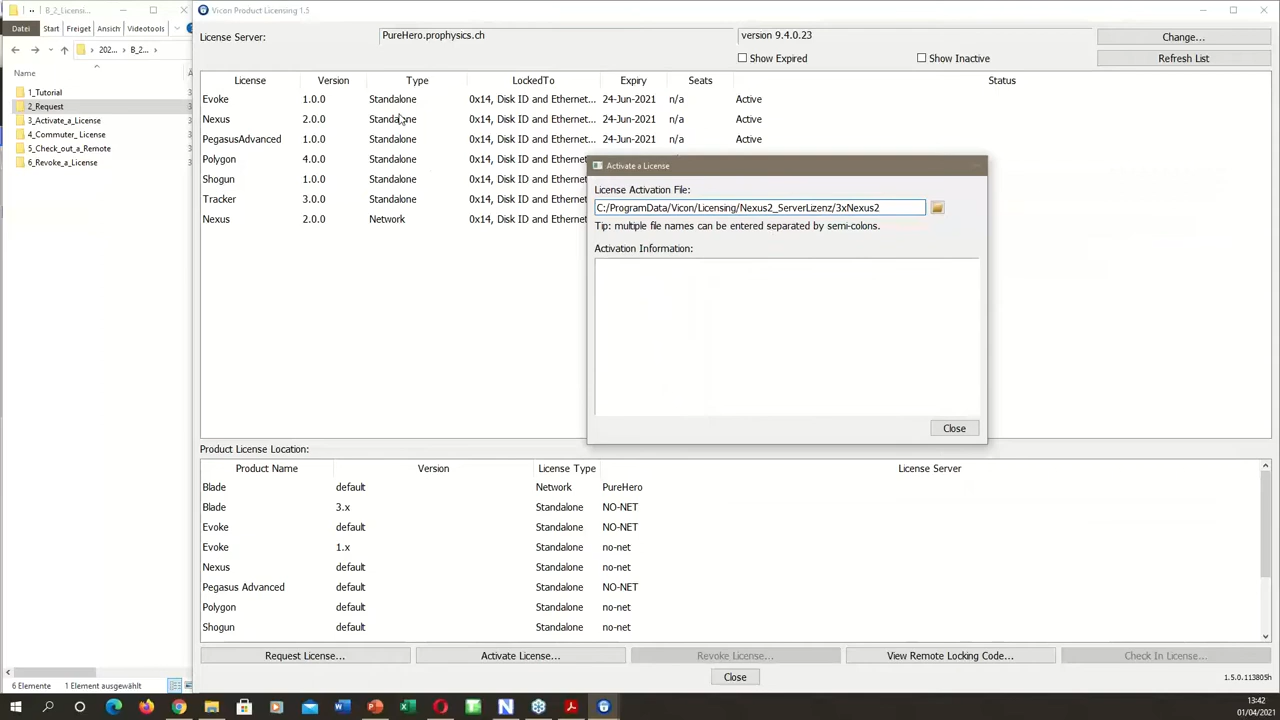 B_2_Licensi...
Vicon Product Licensing 1.5
Datei Start Freiget Ansich Videotools
202... B_2...
Name
1_Tutorial
2_Request
3_Activate_a_License
4_Commuter_ License
5_Check_out_a_Remote
6_Revoke_a_License
6 Elemente 1 Element ausgewählt
License Server: PureHero.prophysics.ch version 9.4.0.23 Change...
Show Expired Show Inactive Refresh List
License Version Type LockedTo Expiry Seats Status
Evoke 1.0.0 Standalone 0x14, Disk ID and Ethernet... 24-Jun-2021 n/a Active
Nexus 2.0.0 Standalone 0x14, Disk ID and Ethernet... 24-Jun-2021 n/a Active
PegasusAdvanced 1.0.0 Standalone 0x14, Disk ID and Ethernet... 24-Jun-2021 n/a Active
Polygon 4.0.0 Standalone 0x14, Disk ID and Ethernet...
Shogun 1.0.0 Standalone 0x14, Disk ID and Ethernet...
Tracker 3.0.0 Standalone 0x14, Disk ID and Ethernet...
Nexus 2.0.0 Network 0x14, Disk ID and Ethernet...
Activate a License
License Activation File:
C:/ProgramData/Vicon/Licensing/Nexus2_ServerLizenz/3xNexus2
Tip: multiple file names can be entered separated by semi-colons.
Activation Information:
Close
Product License Location:
Product Name Version License Type License Server
Blade default Network PureHero
Blade 3.x Standalone NO-NET
Evoke default Standalone NO-NET
Evoke 1.x Standalone no-net
Nexus default Standalone no-net
Pegasus Advanced default Standalone NO-NET
Polygon default Standalone no-net
Shogun default Standalone no-net
Request License... Activate License... Revoke License... View Remote Locking Code... Check In License...
Close
1.5.0.113805h
13:42
01/04/2021